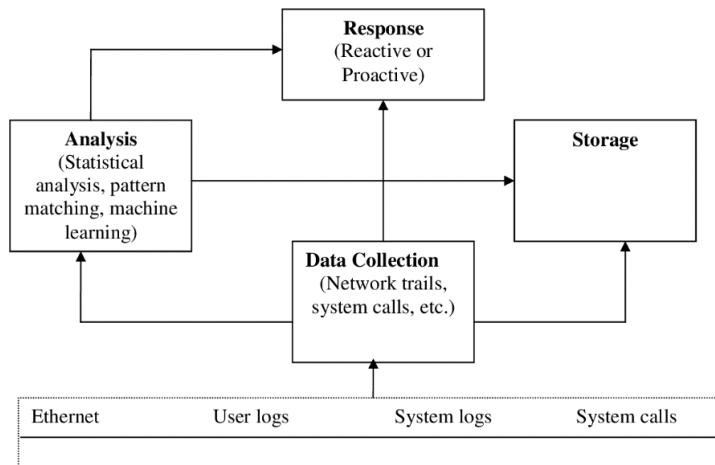 Response
(Reactive or
Proactive)
Analysis
(Statistical
analysis, pattern
matching, machine
learning)
Storage
Data Collection
(Network trails,
system calls, etc.)
Ethernet User logs System logs System calls